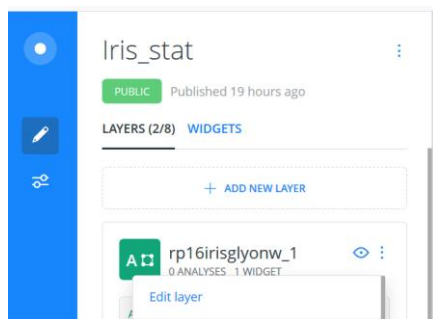 Iris_stat
PUBLIC Published 19 hours ago
LAYERS (2/8) WIDGETS
+ ADD NEW LAYER
A rp16irisglyonw_1
0 ANALYSES 1 WIDGET
Edit layer
A